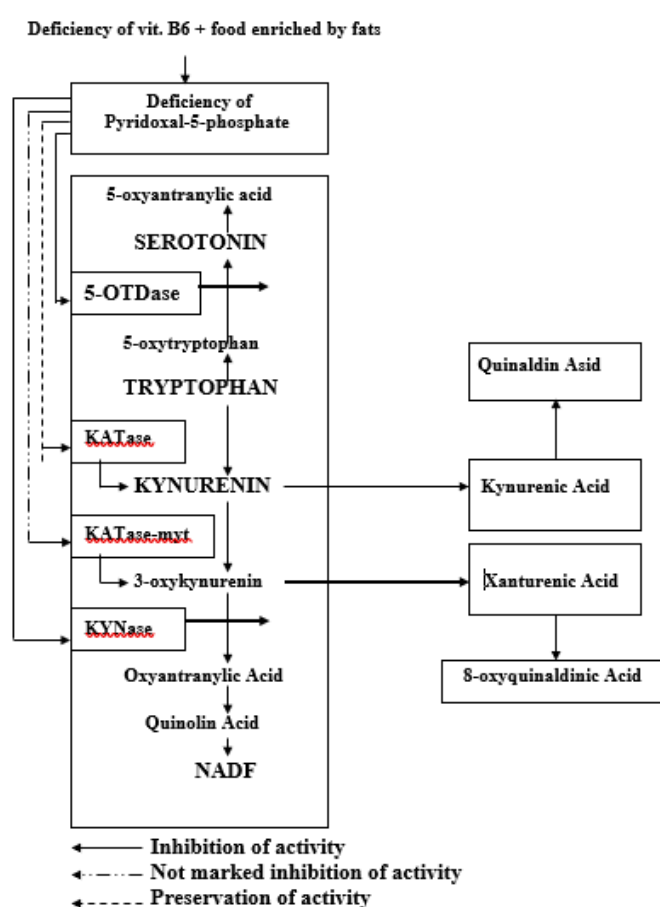 Deficiency of vit. B6 + food enriched by fats
Deficiency of
Pyridoxal-5-phosphate
5-oxyantranylic acid
SEROTONIN
5-OTDase
5-oxytryptophan
TRYPTOPHAN
Quinaldin Asid
KATase
KYNURENIN
Kynurenic Acid
KATase-myt
3-oxykynurenin
Xanturenic Acid
KYNase
Oxyantranylic Acid
8-oxyquinaldinic Acid
Quinolin Acid
NADF
Inhibition of activity
Not marked inhibition of activity
Preservation of activity